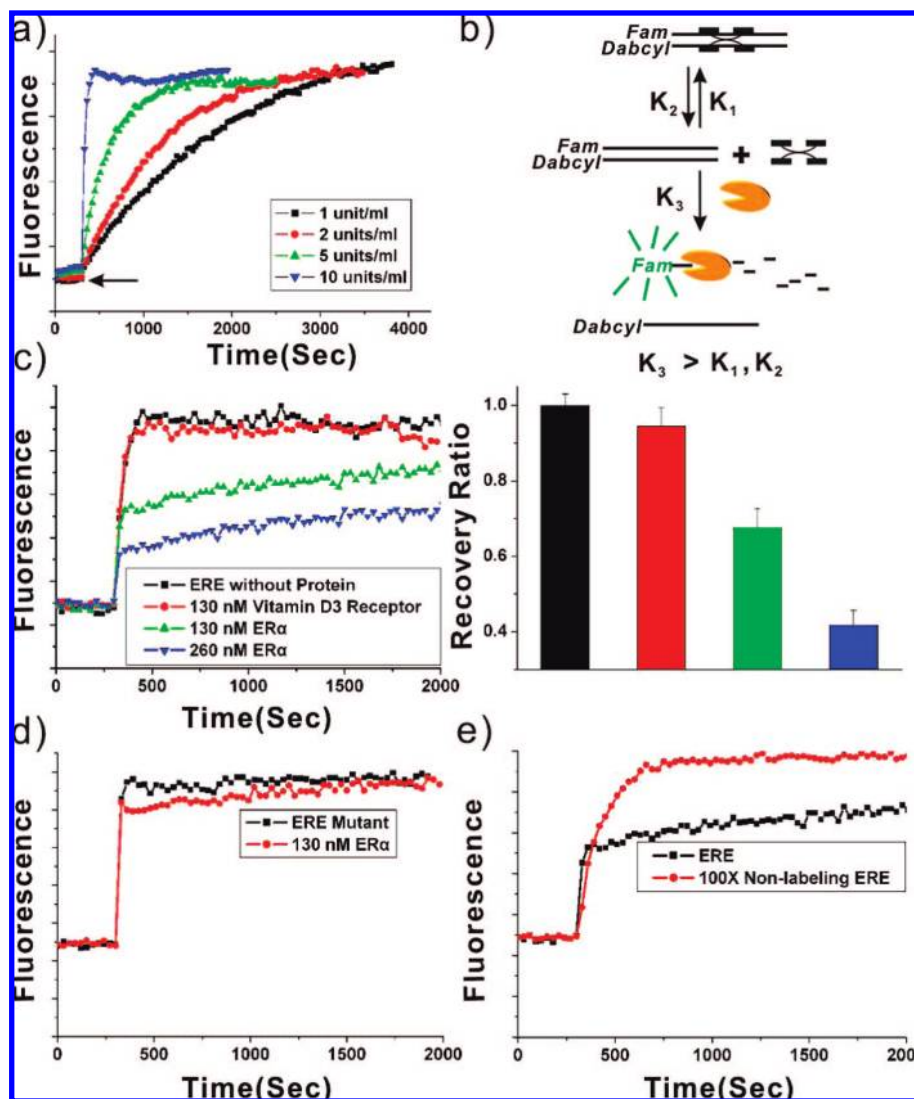 a)
Fluorescence
1 unit/ml
2 units/ml
5 units/ml
10 units/ml
0 1000 2000 3000 4000
Time(Sec)
b)
Fam
Dabcyl
K2 K1
Fam
Dabcyl
+
K3
Fam
Dabcyl
K3 > K1, K2
c)
Fluorescence
ERE without Protein
130 nM Vitamin D3 Receptor
130 nM ERα
260 nM ERα
0 500 1000 1500 2000
Time(Sec)
Recovery Ratio
1.0
0.8
0.6
0.4
d)
Fluorescence
ERE Mutant
130 nM ERα
0 500 1000 1500 2000
Time(Sec)
e)
Fluorescence
ERE
100X Non-labeling ERE
0 500 1000 1500 200
Time(Sec)